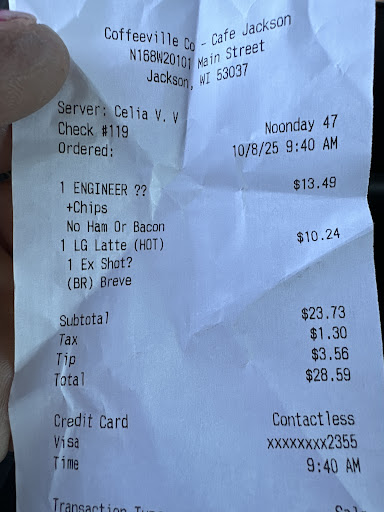 Coffeeville Co - Cafe Jackson
N168W20101 Main Street
Jackson, WI 53037
Server: Celia V. V
Check #119 Noonday 47
Ordered: 10/8/25 9:40 AM
1 ENGINEER ?? $13.49
+Chips
No Ham Or Bacon
1 LG Latte (HOT) $10.24
1 Ex Shot?
(BR) Breve
Subtotal $23.73
Tax $1.30
Tip $3.56
Total $28.59
Credit Card Contactless
Visa xxxxxxxx2355
Time 9:40 AM
Transaction